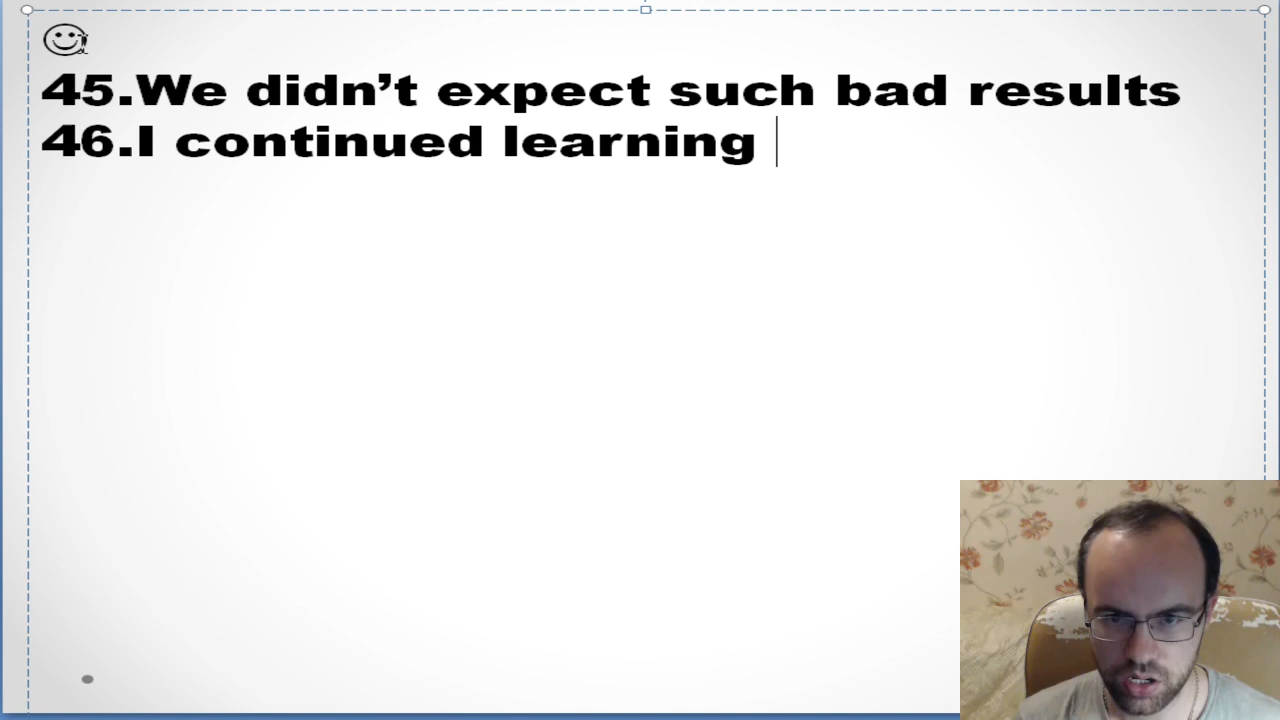 45.We didn’t expect such bad results
46.I continued learning